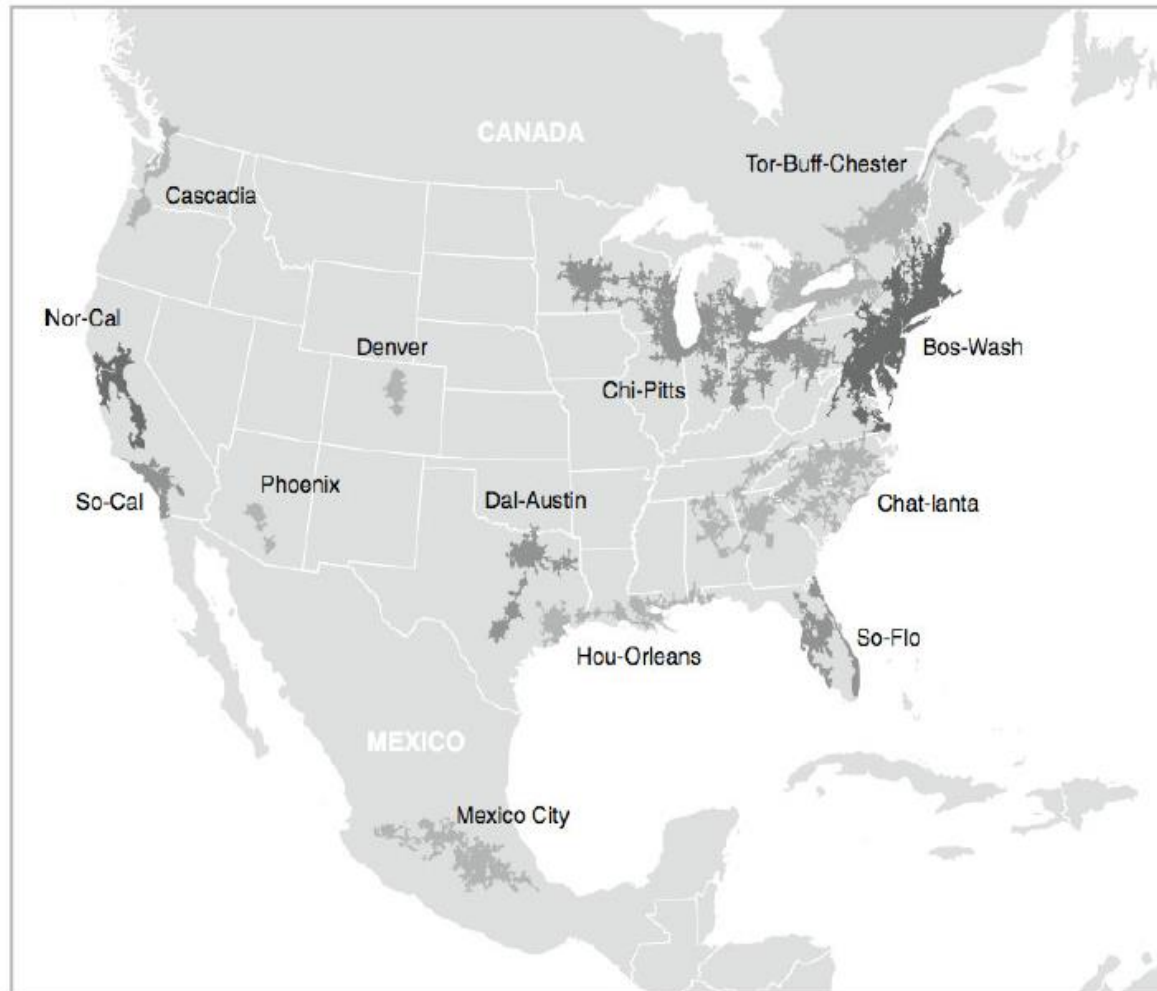 CANADA
Tor-Buff-Chester
Cascadia
Nor-Cal
Denver
Bos-Wash
Chi-Pitts
Phoenix
Dal-Austin
So-Cal
Chat-lanta
So-Flo
Hou-Orleans
MEXICO
Mexico City